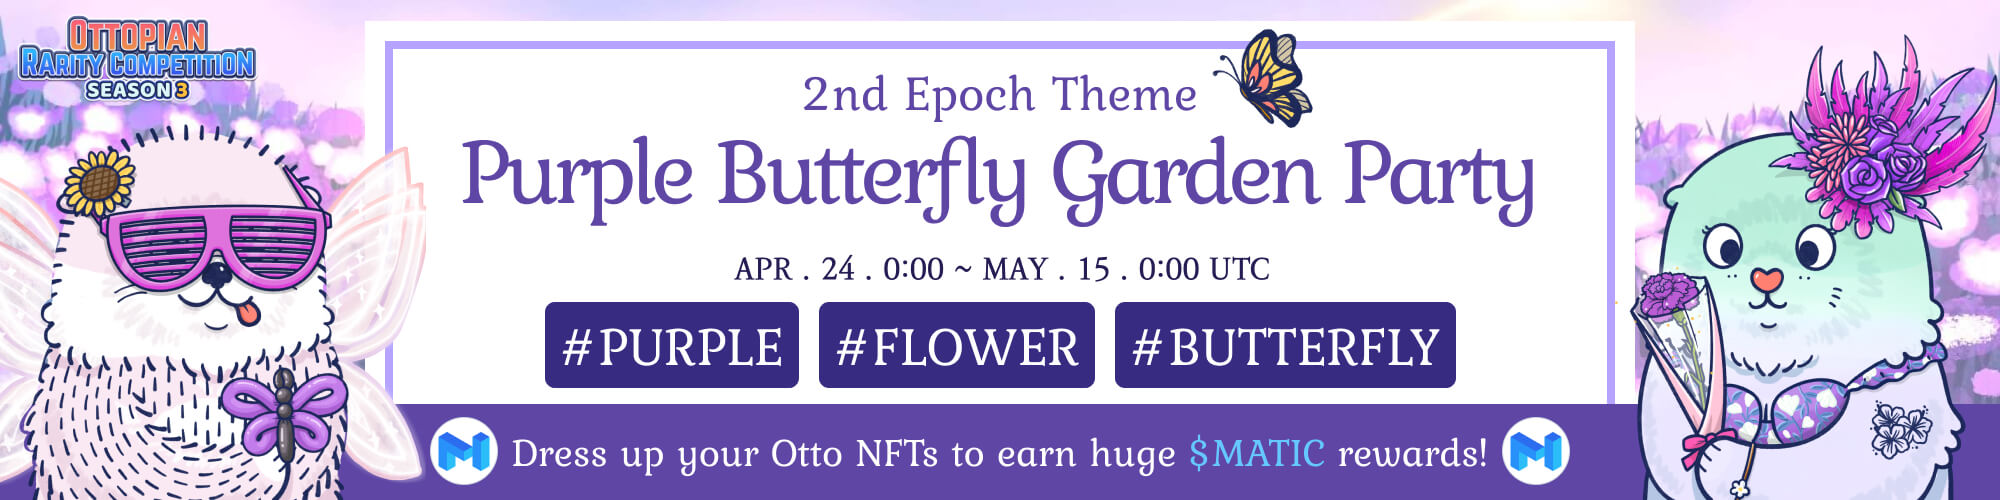 OTTOPIAN
RARITY COMPETITION
SEASON 3
2nd Epoch Theme
Purple Butterfly Garden Party
APR . 24 . 0:00 ~ MAY . 15 . 0:00 UTC
#PURPLE #FLOWER #BUTTERFLY
Dress up your Otto NFTs to earn huge $MATIC rewards!